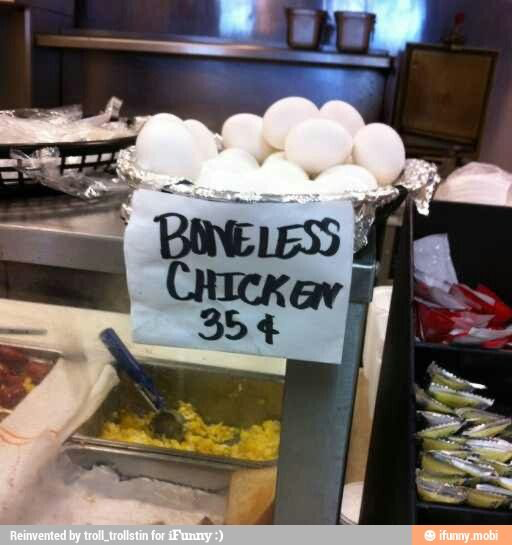 BONELESS
CHICKEN
35¢
Reinvented by troll_trollstin for iFunny :)
ifunny.mobi